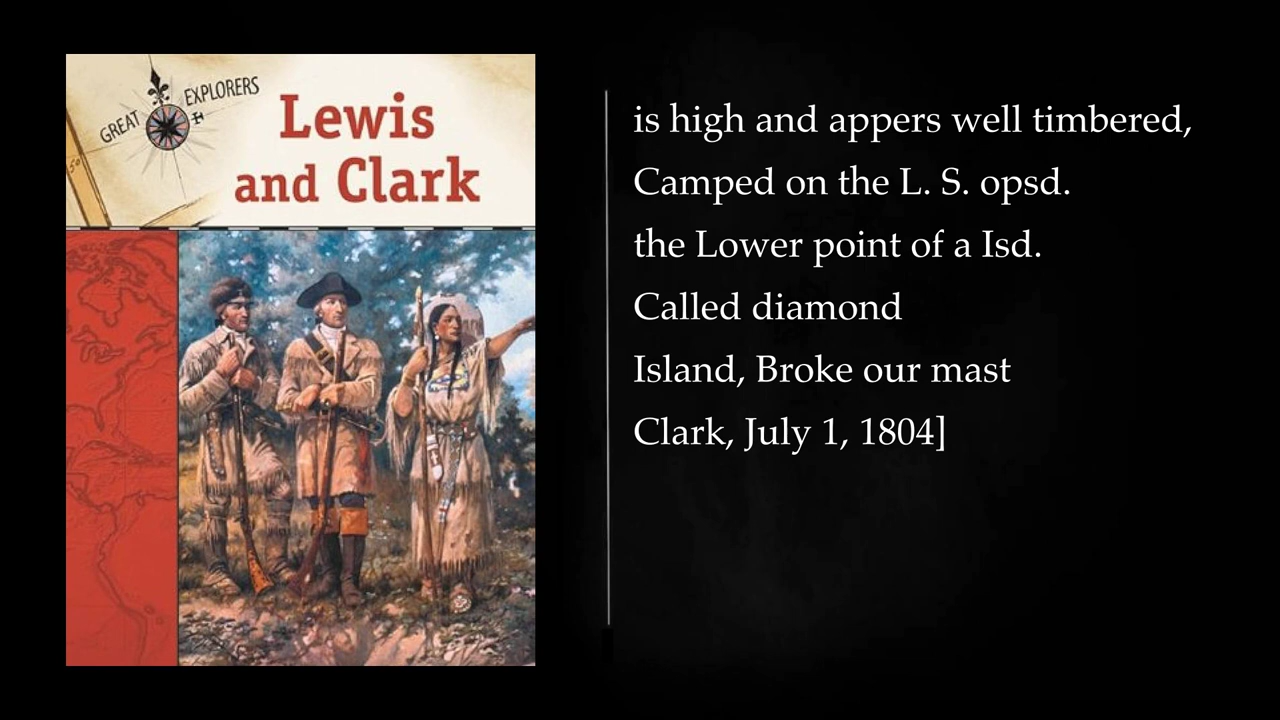 GREAT EXPLORERS
Lewis
and Clark
50
is high and appers well timbered,
Camped on the L. S. opsd.
the Lower point of a Isd.
Called diamond
Island, Broke our mast
Clark, July 1, 1804]